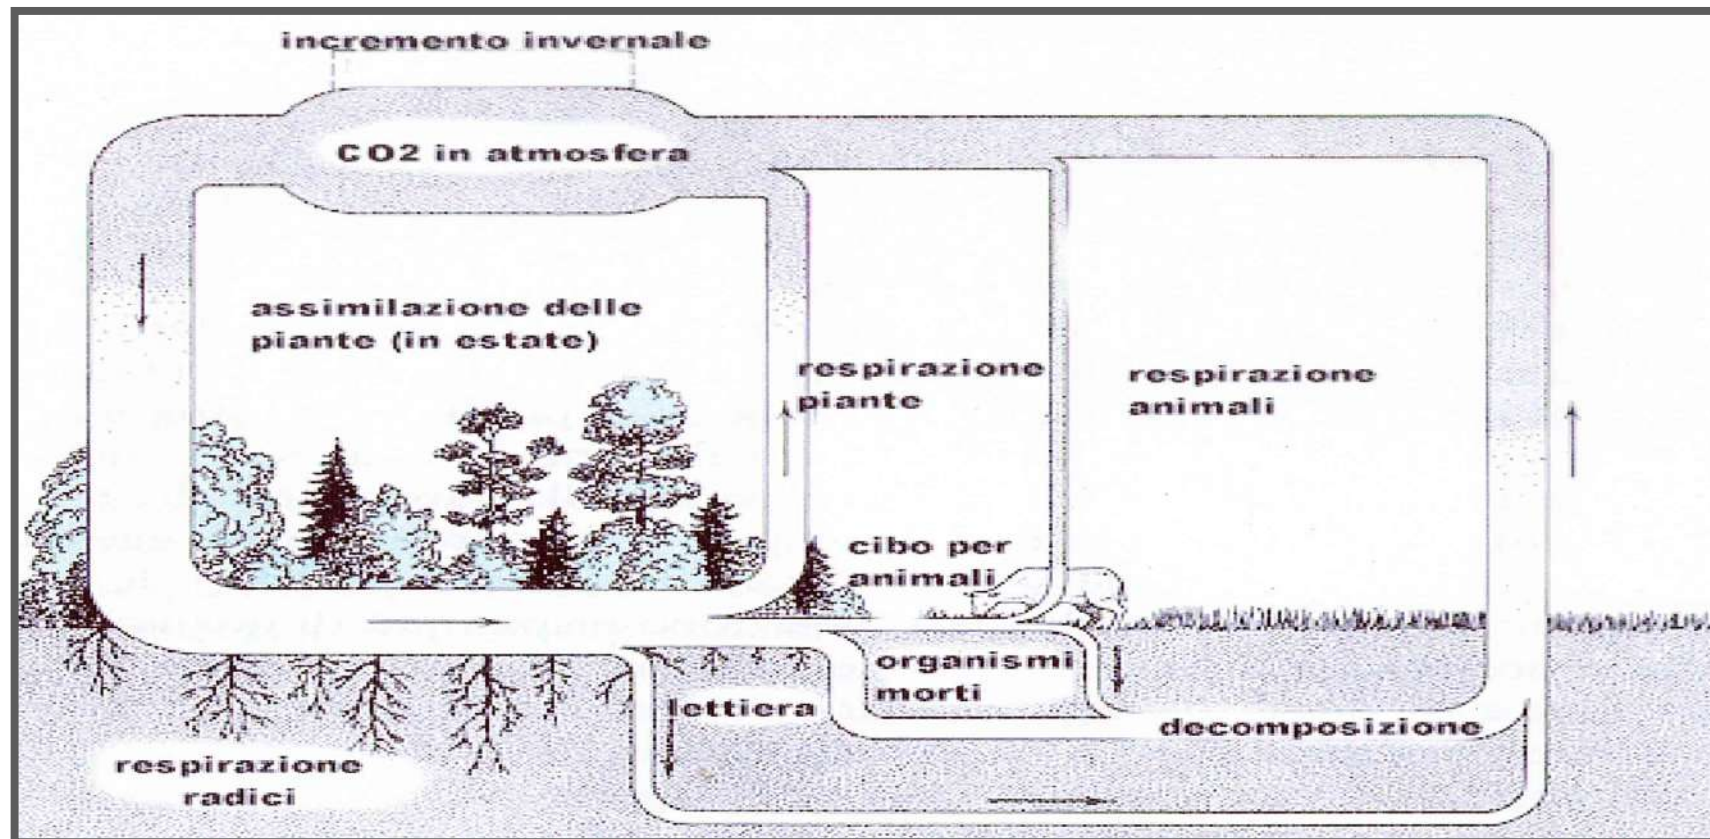 incremento invernale
CO2 in atmosfera
assimilazione delle
piante (in estate)
respirazione
piante
respirazione
animali
cibo per
animali
organismi
morti
lettiera
decomposizione
respirazione
radici